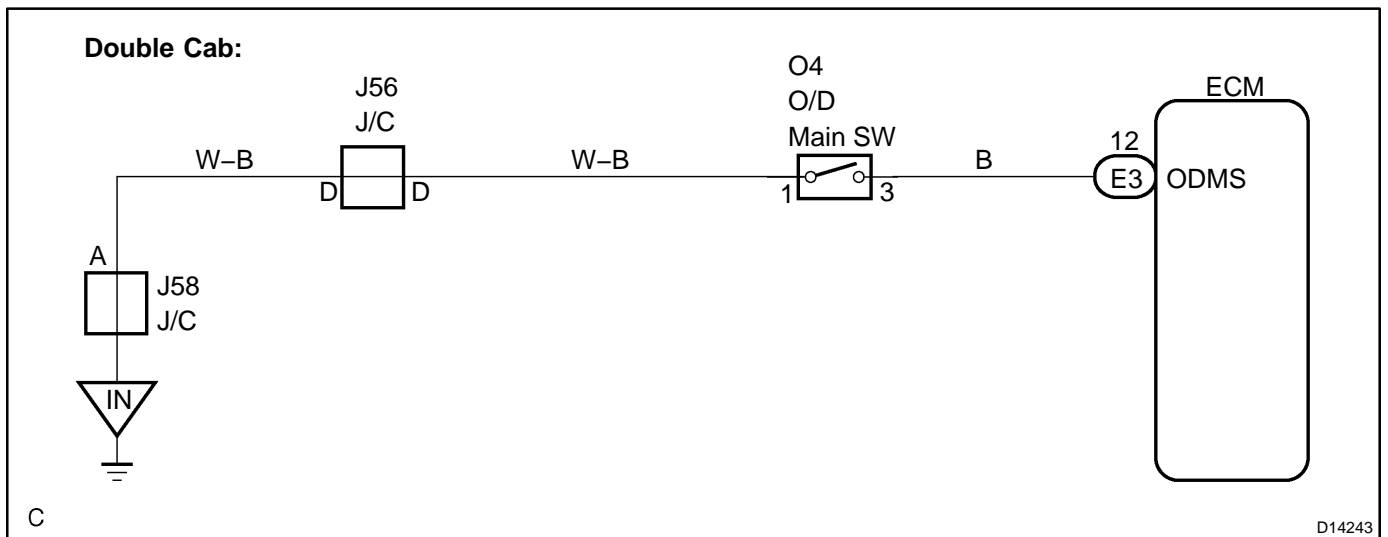 Double Cab:
J56
J/C
O4
O/D
Main SW
ECM
W–B
W–B
B
12
E3
ODMS
D
D
1
3
A
J58
J/C
IN
C
D14243